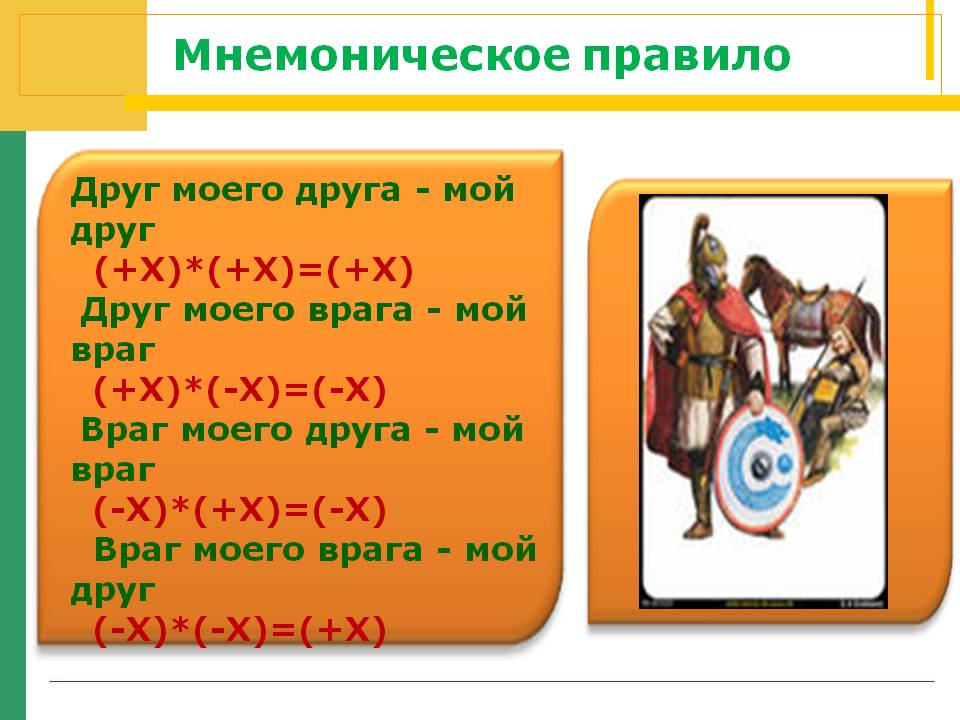 Мнемоническое правило
Друг моего друга - мой
друг
(+Х)*(+Х)=(+Х)
Друг моего врага - мой
враг
(+Х)*(-Х)=(-Х)
Враг моего друга - мой
враг
(-Х)*(+Х)=(-Х)
Враг моего врага - мой
друг
(-Х)*(-Х)=(+Х)